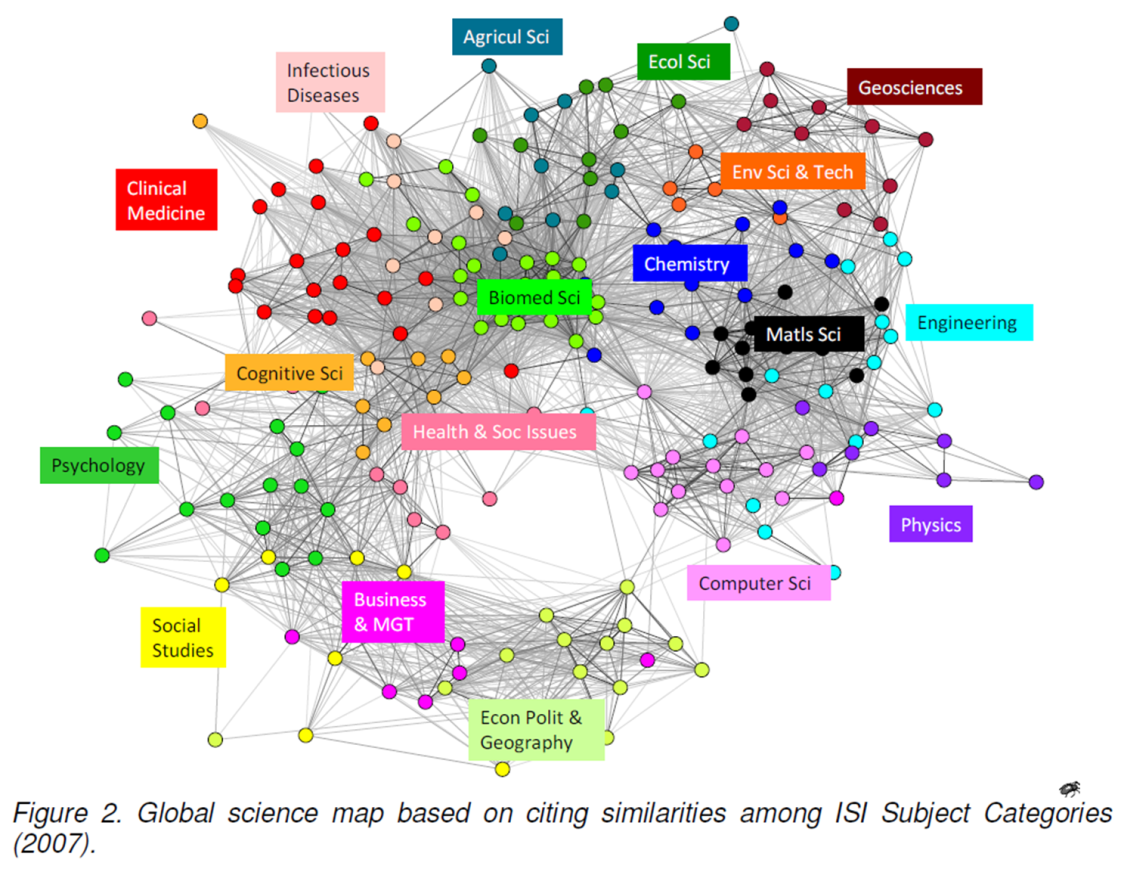 Agricul Sci
Ecol Sci
Infectious
Diseases
Geosciences
Env Sci & Tech
Clinical
Medicine
Chemistry
Biomed Sci
Engineering
Matls Sci
Cognitive Sci
Health & Soc Issues
Psychology
Physics
Computer Sci
Business
& MGT
Social
Studies
Econ Polit &
Geography
Figure 2. Global science map based on citing similarities among ISI Subject Categories
(2007).